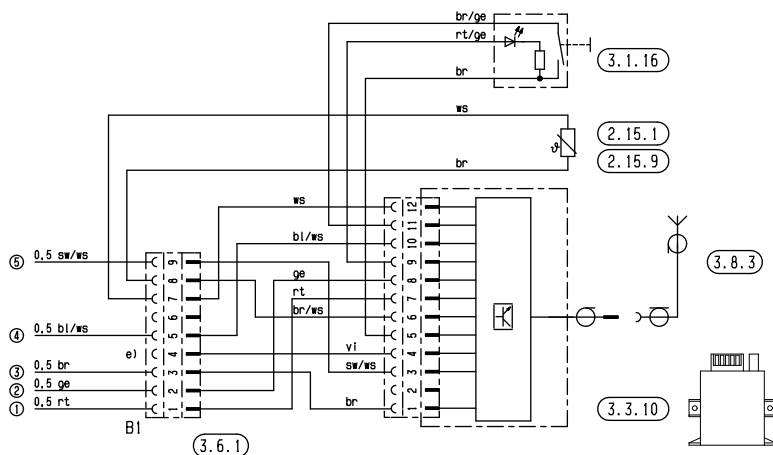 br/ge
rt/ge
br
3.1.16
ws
ϑ
2.15.1
br
2.15.9
ws
12
11
bl/ws
10
⑤ 0.5 sw/ws
9
9
3.8.3
8
ge
8
7
rt
7
6
br/ws
6
④ 0.5 bl/ws
5
5
e)
4
vi
4
③ 0.5 br
3
sw/ws
3
② 0.5 ge
2
2
① 0.5 rt
1
br
1
3.3.10
B1
3.6.1